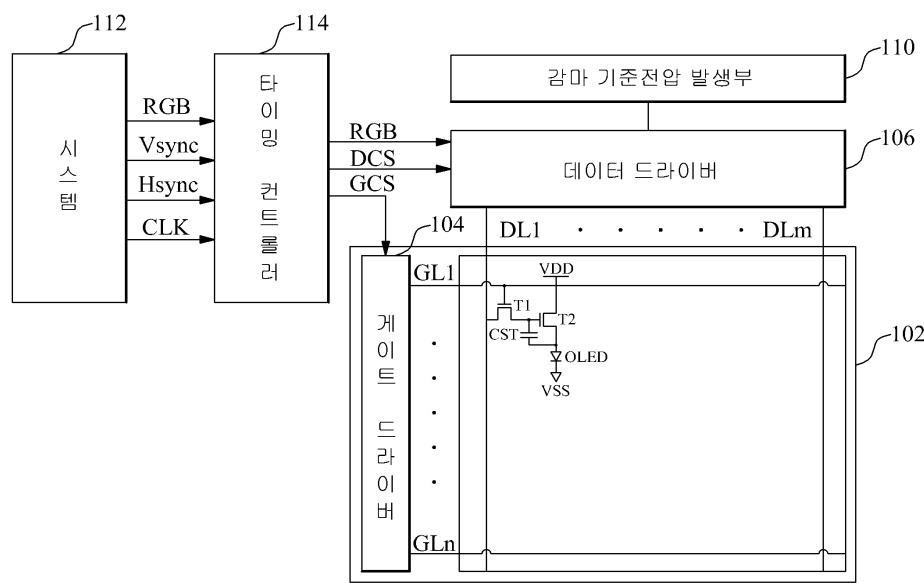 112
114
110
감마 기준전압 발생부
106
데이터 드라이버
시스템
타이밍 컨트롤러
RGB
Vsync
Hsync
CLK
RGB
DCS
GCS
104
DL1
DLm
GL1
GLn
게이트 드라이버
VDD
T1
T2
CST
OLED
VSS
102